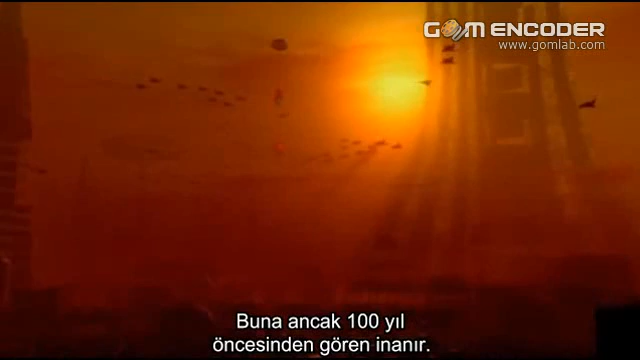 GOM ENCODER
www.gomlab.com
Buna ancak 100 yıl
öncesinden gören inanır.